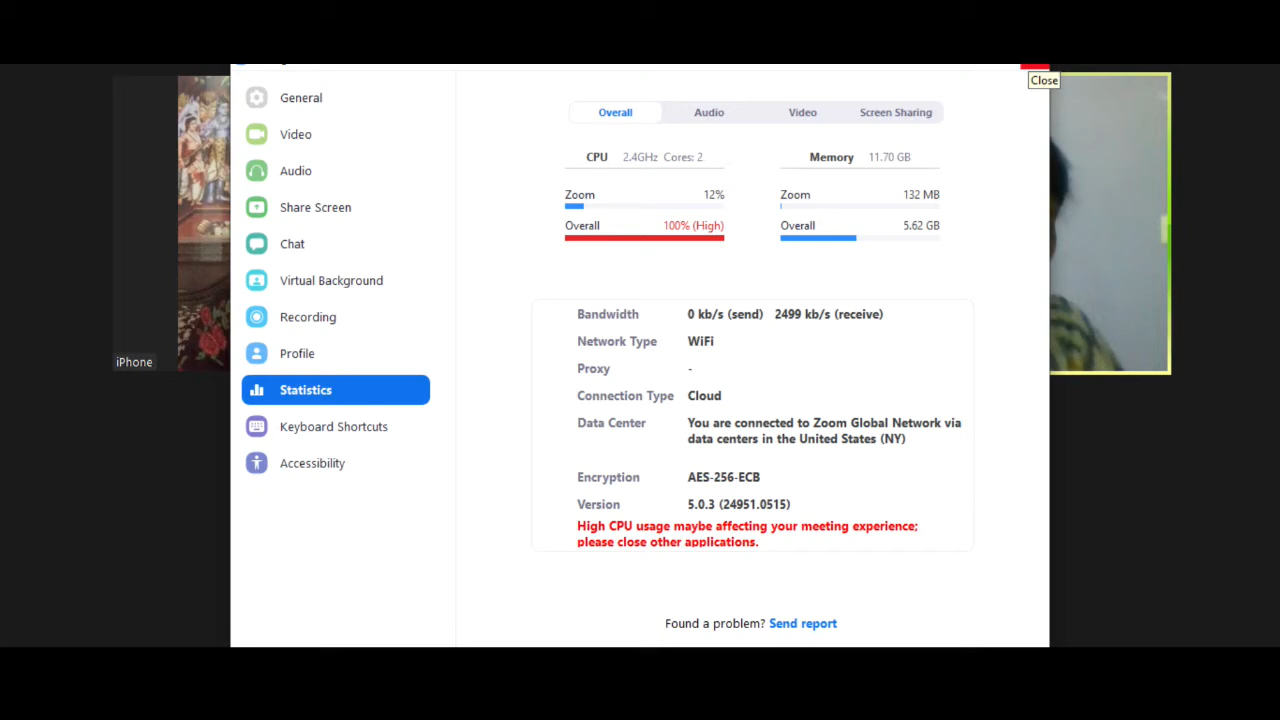 Close
General
Video
Audio
Share Screen
Chat
Virtual Background
Recording
Profile
Statistics
Keyboard Shortcuts
Accessibility
Overall Audio Video Screen Sharing
CPU 2.4GHz Cores: 2
Zoom 12%
Overall 100% (High)
Memory 11.70 GB
Zoom 132 MB
Overall 5.62 GB
Bandwidth 0 kb/s (send) 2499 kb/s (receive)
Network Type WiFi
Proxy -
Connection Type Cloud
Data Center You are connected to Zoom Global Network via
data centers in the United States (NY)
Encryption AES-256-ECB
Version 5.0.3 (24951.0515)
High CPU usage maybe affecting your meeting experience;
please close other applications.
Found a problem? Send report
iPhone